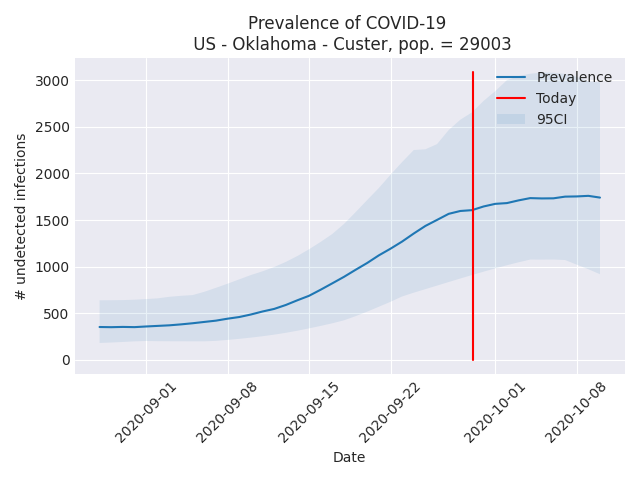 Prevalence of COVID-19
US - Oklahoma - Custer, pop. = 29003
# undetected infections
3000
2500
2000
1500
1000
500
0
Prevalence
Today
95CI
2020-09-01
2020-09-08
2020-09-15
2020-09-22
2020-10-01
2020-10-08
Date